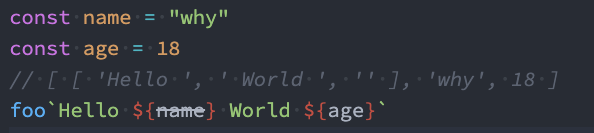 const name = "why"
const age = 18
// [ [ 'Hello ', ' World ', '' ], 'why', 18 ]
foo`Hello ${name} World ${age}`